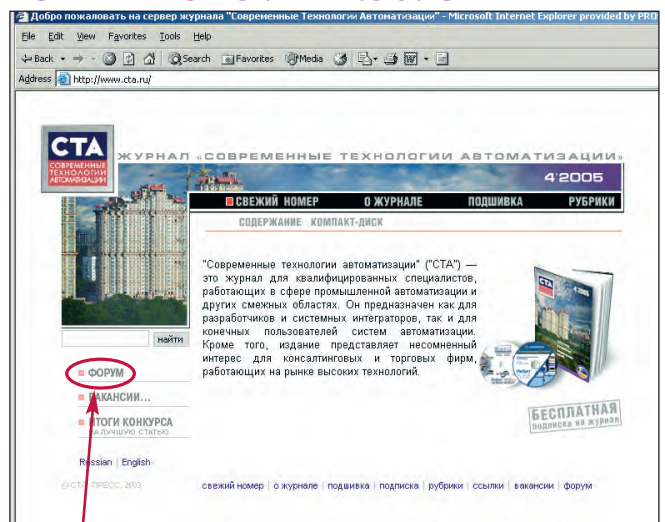 Добро пожаловать на сервер журнала "Современные Технологии Автоматизации" - Microsoft Internet Explorer provided by PRO
File Edit View Favorites Tools Help
Back Search Favorites Media
Address http://www.cta.ru/
СТА
СОВРЕМЕННЫЕ
ТЕХНОЛОГИИ
АВТОМАТИЗАЦИИ
ЖУРНАЛ «СОВРЕМЕННЫЕ ТЕХНОЛОГИИ АВТОМАТИЗАЦИИ»
4'2005
СВЕЖИЙ НОМЕР О ЖУРНАЛЕ ПОДШИВКА РУБРИКИ
СОДЕРЖАНИЕ КОМПАКТ-ДИСК
"Современные технологии автоматизации" ("СТА") —
это журнал для квалифицированных специалистов,
работающих в сфере промышленной автоматизации и
других смежных областях. Он предназначен как для
разработчиков и системных интеграторов, так и для
конечных пользователей систем автоматизации.
Кроме того, издание представляет несомненный
интерес для консалтинговых и торговых фирм,
работающих на рынке высоких технологий.
найти
ФОРУМ
ВАКАНСИИ...
ИТОГИ КОНКУРСА
НА ЛУЧШУЮ СТАТЬЮ
Russian | English
© СТА-ПРЕСС, 2003
СТА 4'2005
БЕСПЛАТНАЯ
подписка на журнал
свежий номер | о журнале | подшивка | подписка | рубрики | ссылки | вакансии | форум